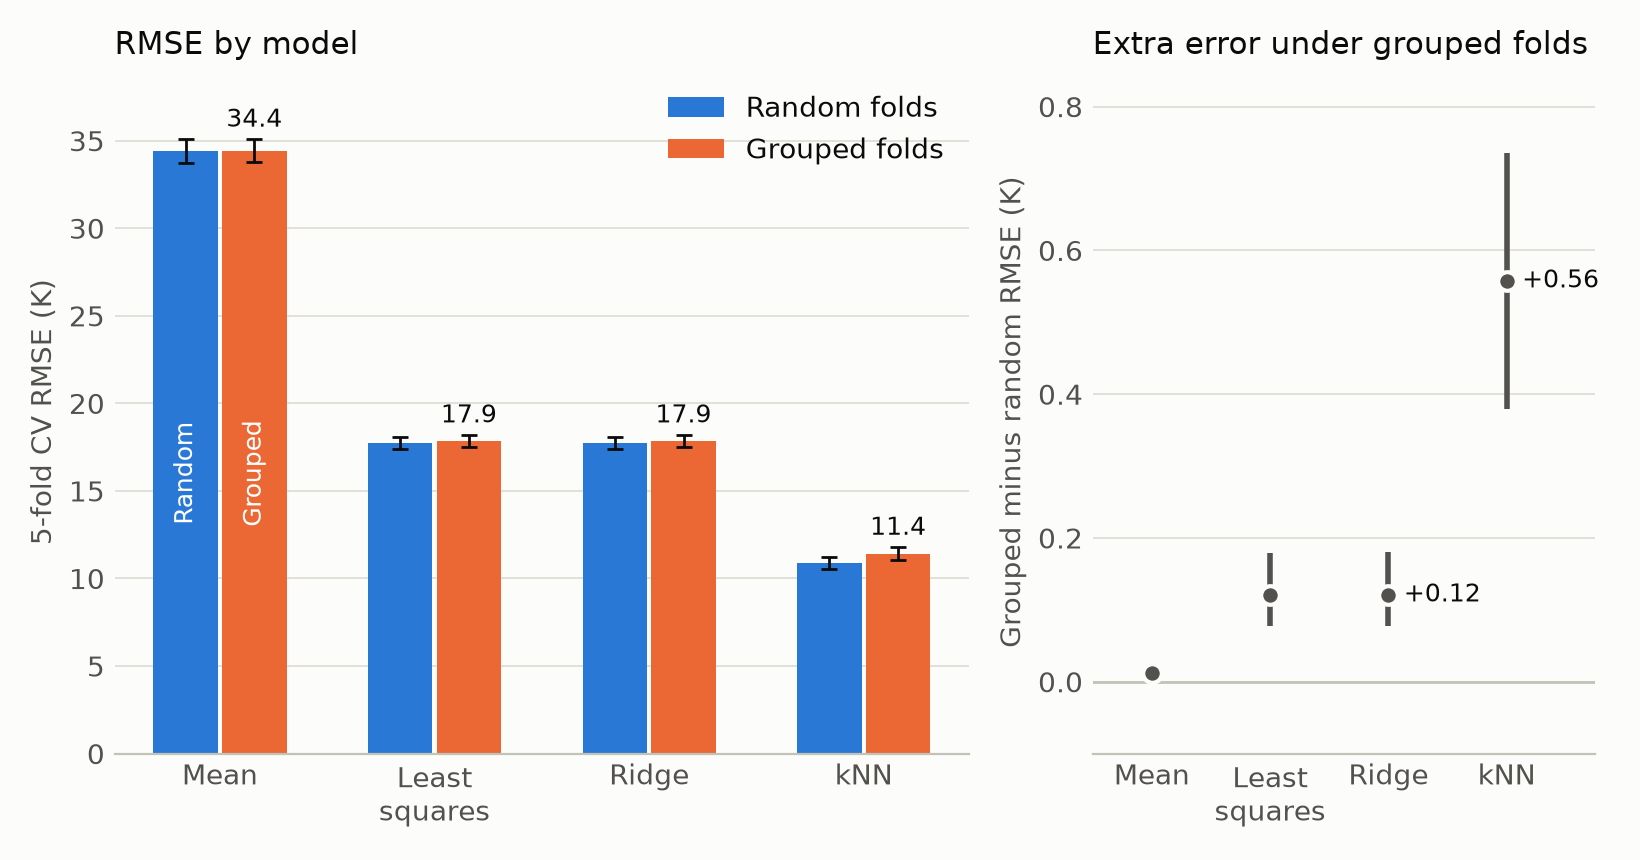 RMSE by model
Random folds
Grouped folds
5-fold CV RMSE (K)
35
30
25
20
15
10
5
0
34.4
17.9
17.9
11.4
Random
Grouped
Mean
Least
squares
Ridge
kNN
Extra error under grouped folds
Grouped minus random RMSE (K)
0.8
0.6
0.4
0.2
0.0
+0.56
+0.12
Mean
Least
squares
Ridge
kNN